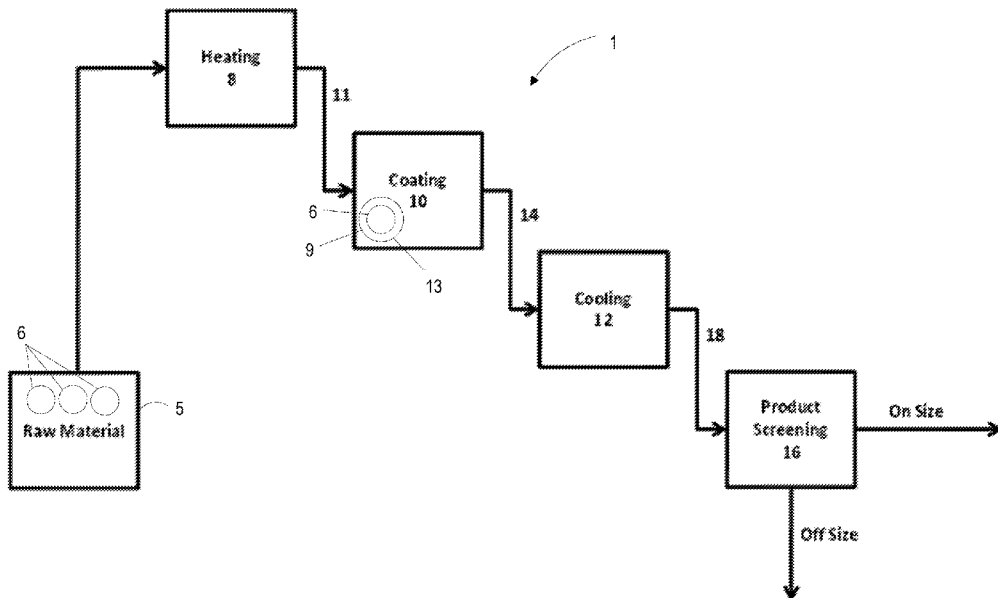 Heating
8
1
11
Coating
10
6
9
13
14
Cooling
12
18
6
5
Raw Material
Product
Screening
16
On Size
Off Size